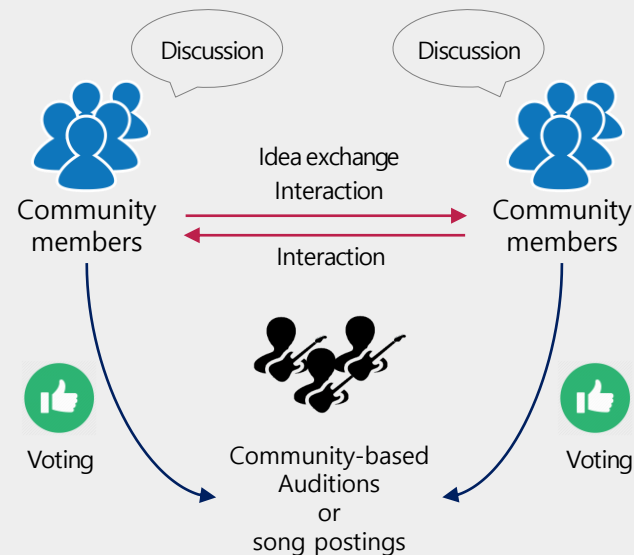 Discussion
Discussion
Idea exchange
Interaction
Community
members
Community
members
Interaction
Voting
Voting
Community-based
Auditions
or
song postings